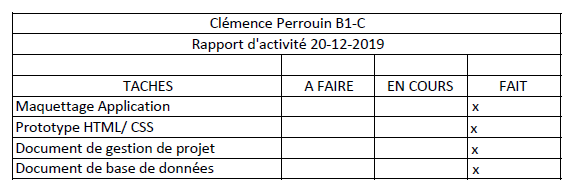 Clémence Perrouin B1-C
Rapport d'activité 20-12-2019
TACHES A FAIRE EN COURS FAIT
Maquettage Application x
Prototype HTML/ CSS x
Document de gestion de projet x
Document de base de données x